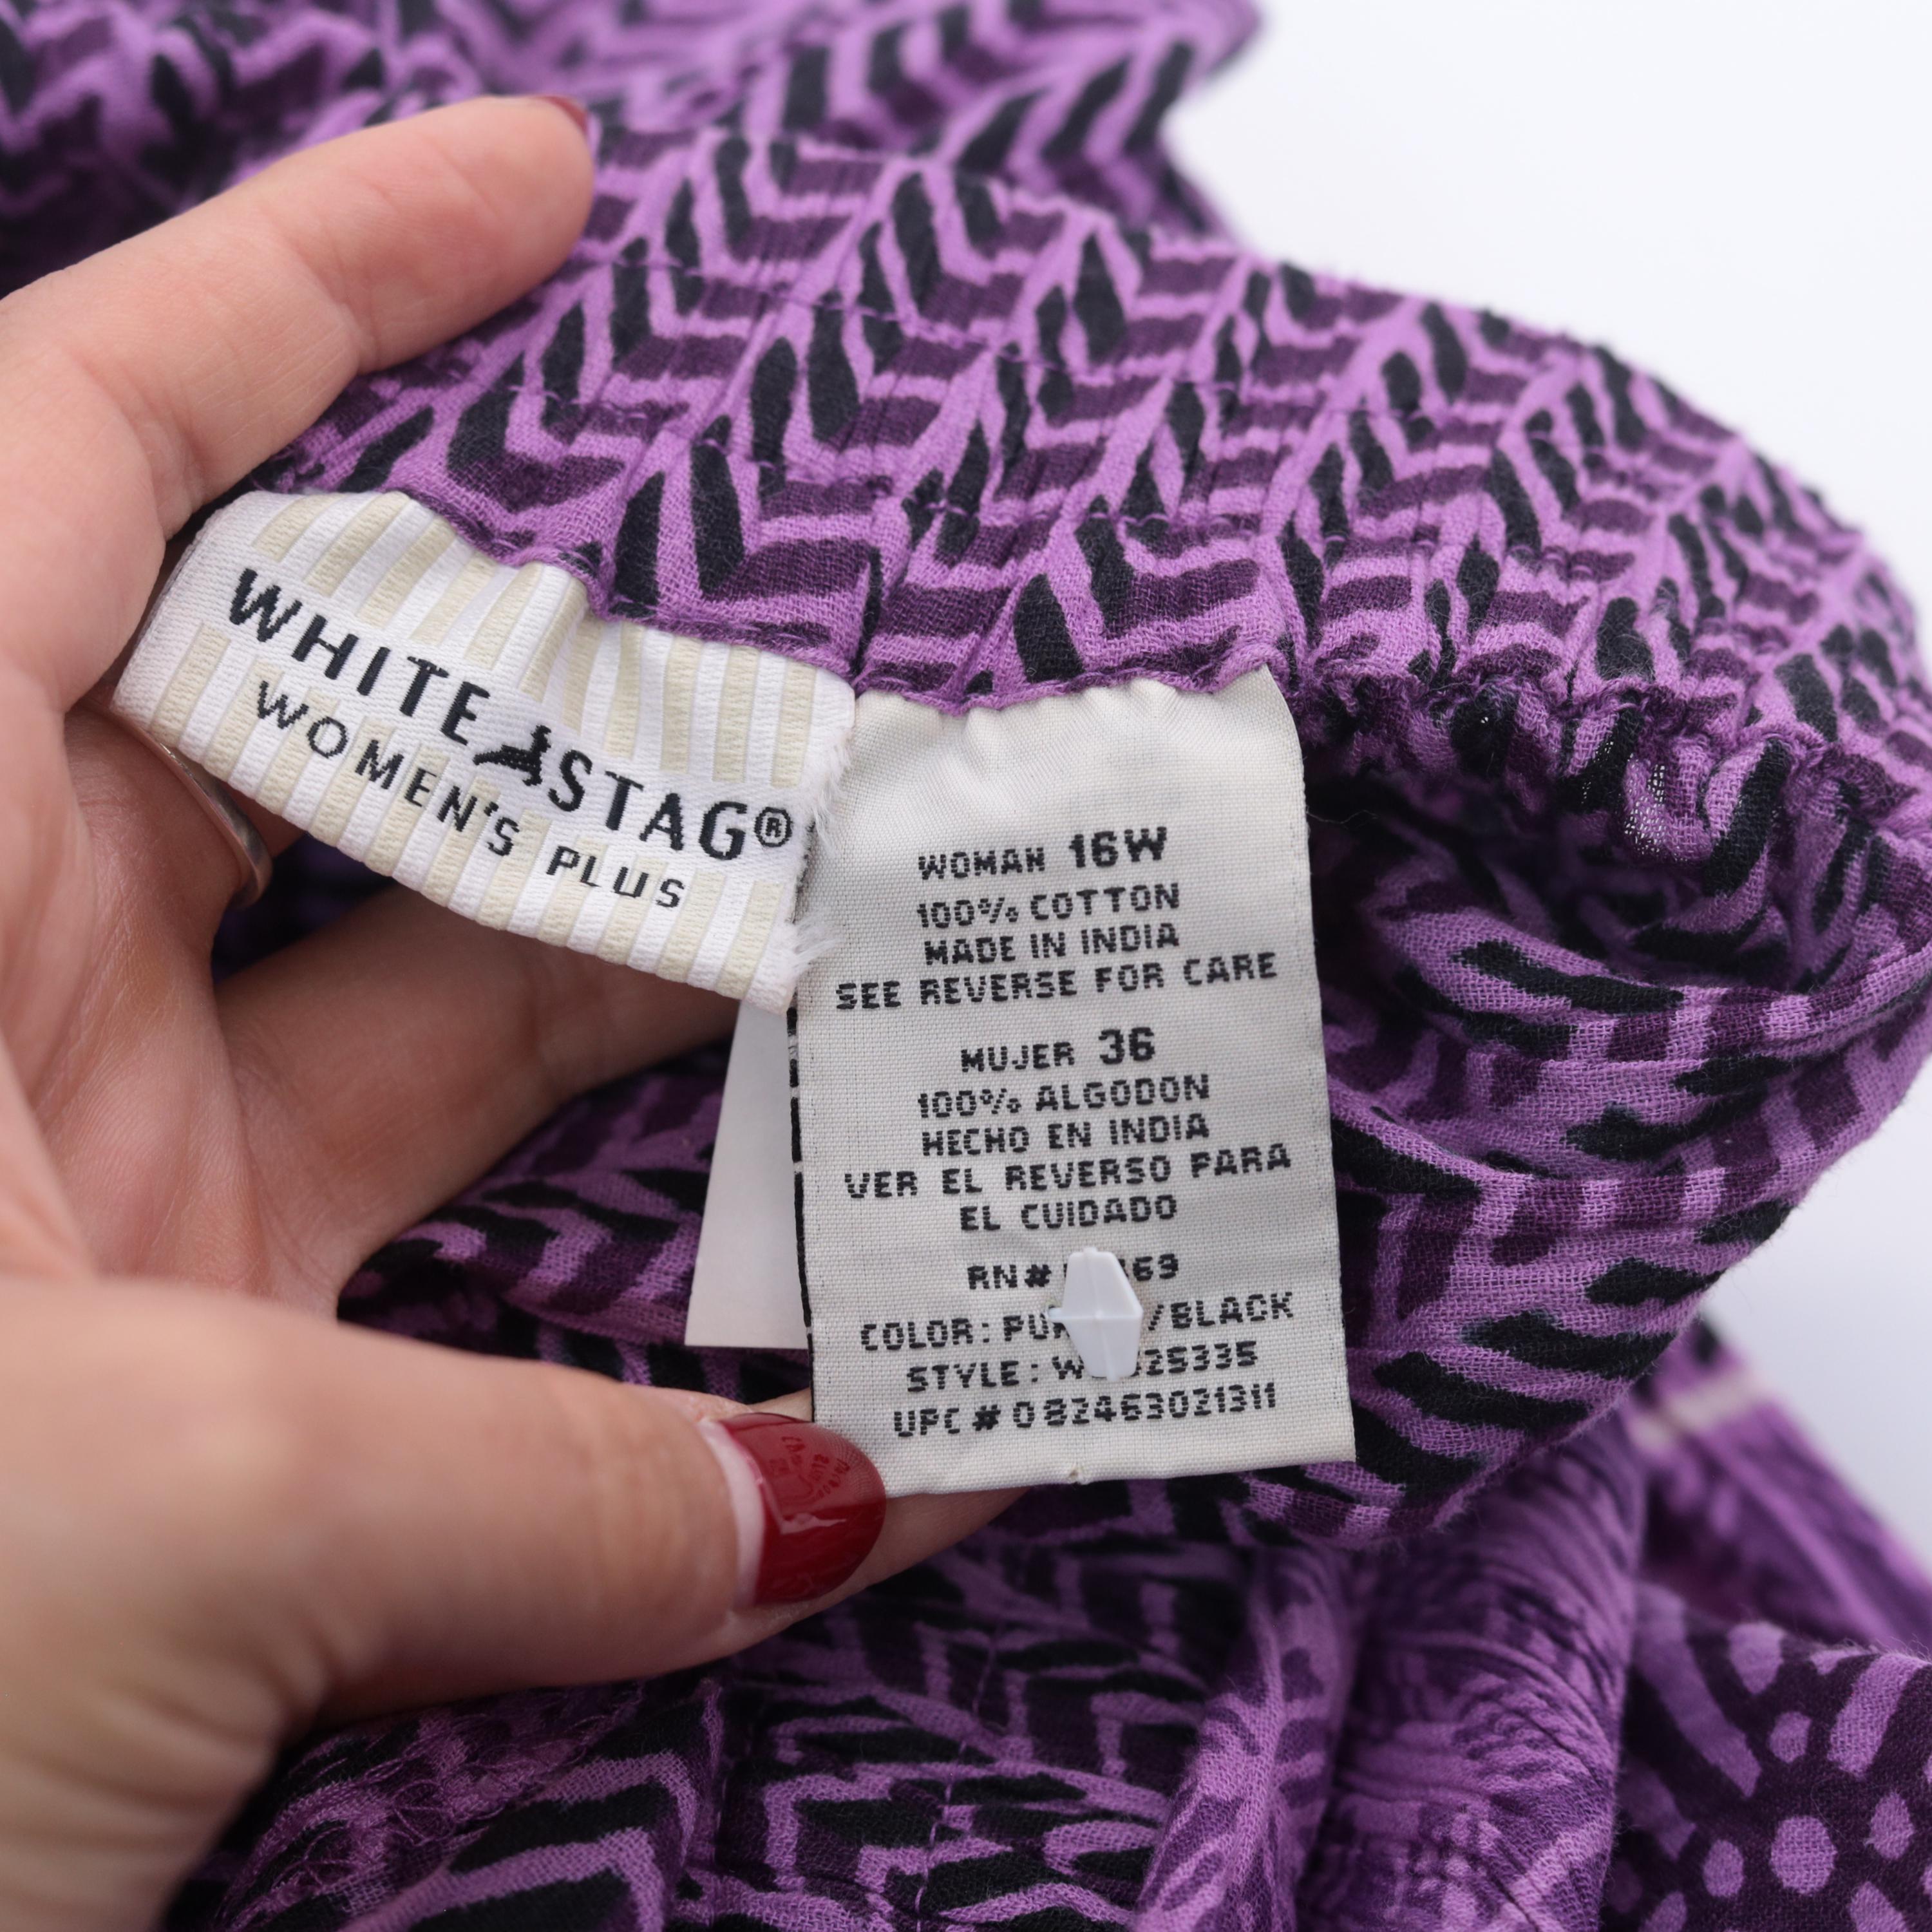 WHITE STAG®
WOMEN'S PLUS
WOMAN 16W
100% COTTON
MADE IN INDIA
SEE REVERSE FOR CARE
MUJER 36
100% ALGODON
HECHO EN INDIA
VER EL REVERSO PARA
EL CUIDADO
RN#
COLOR: /BLACK
STYLE:
UPC # 082463021311